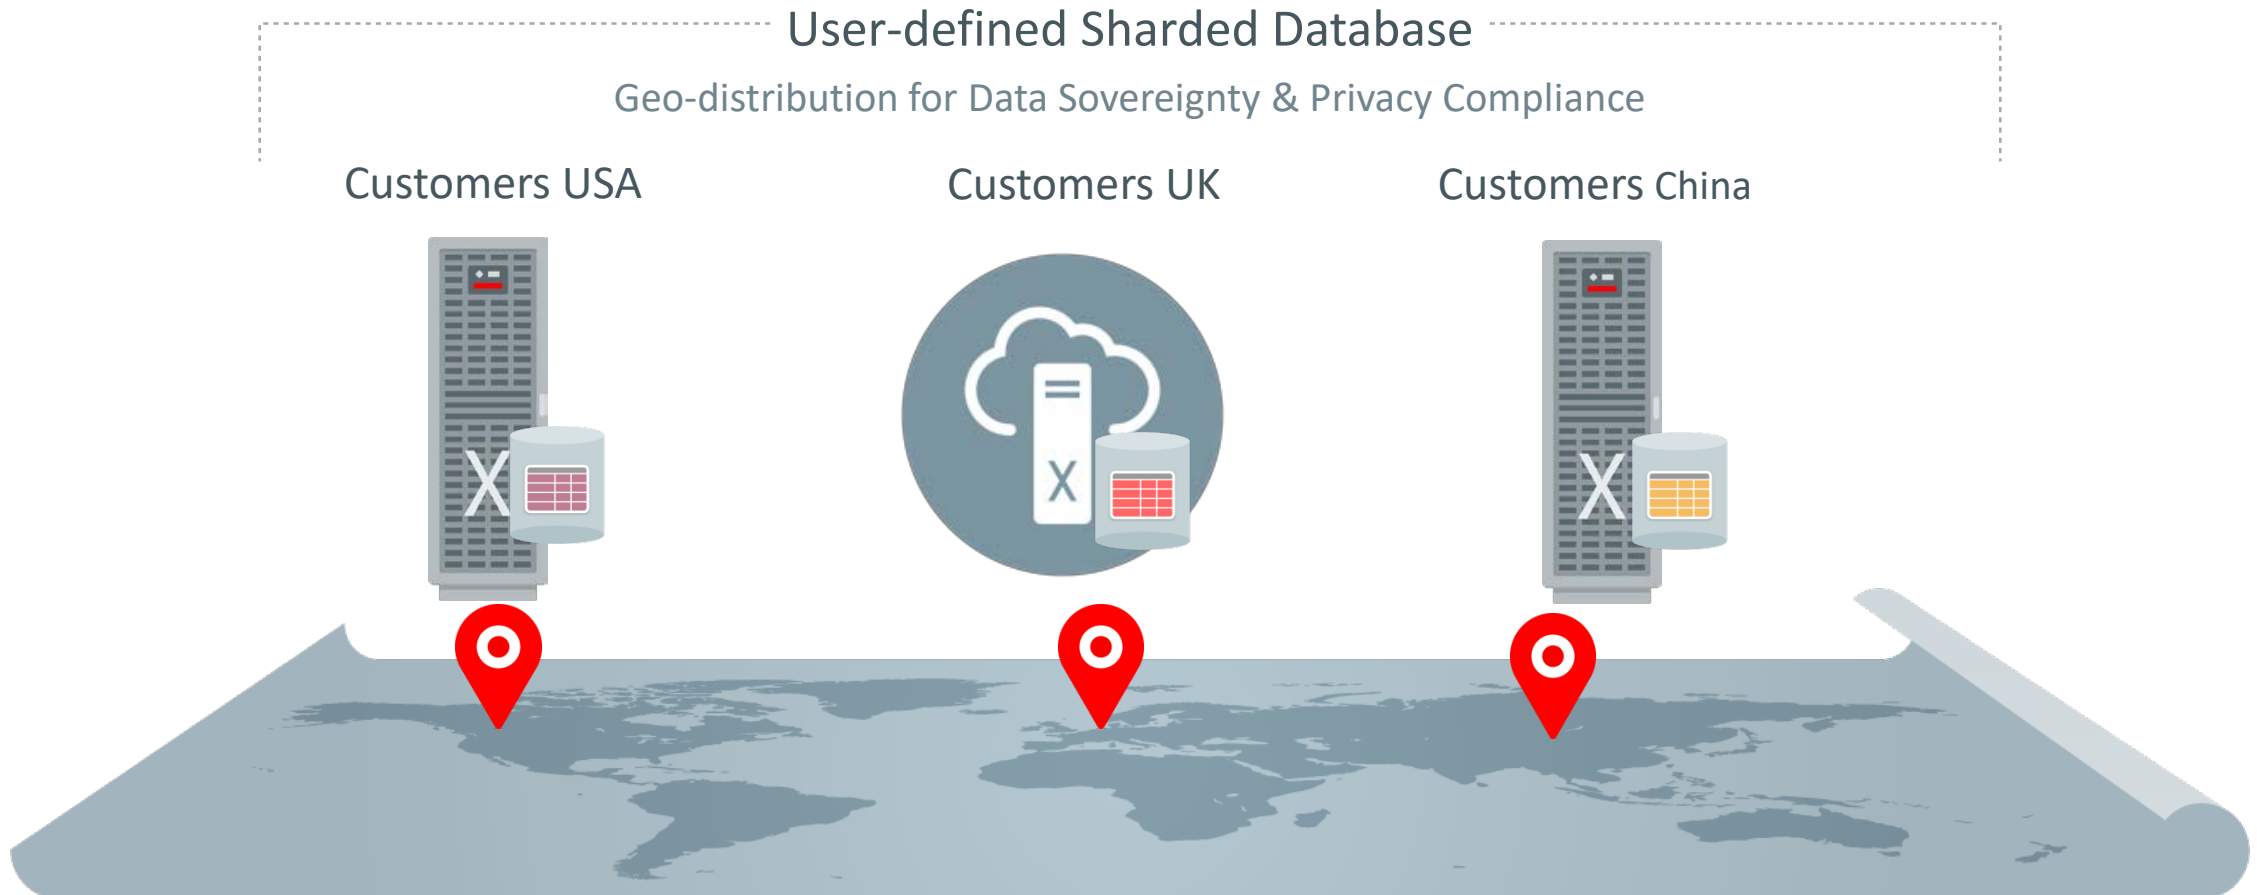 User-defined Sharded Database
Geo-distribution for Data Sovereignty & Privacy Compliance
Customers USA
Customers UK
Customers China
X
X
X